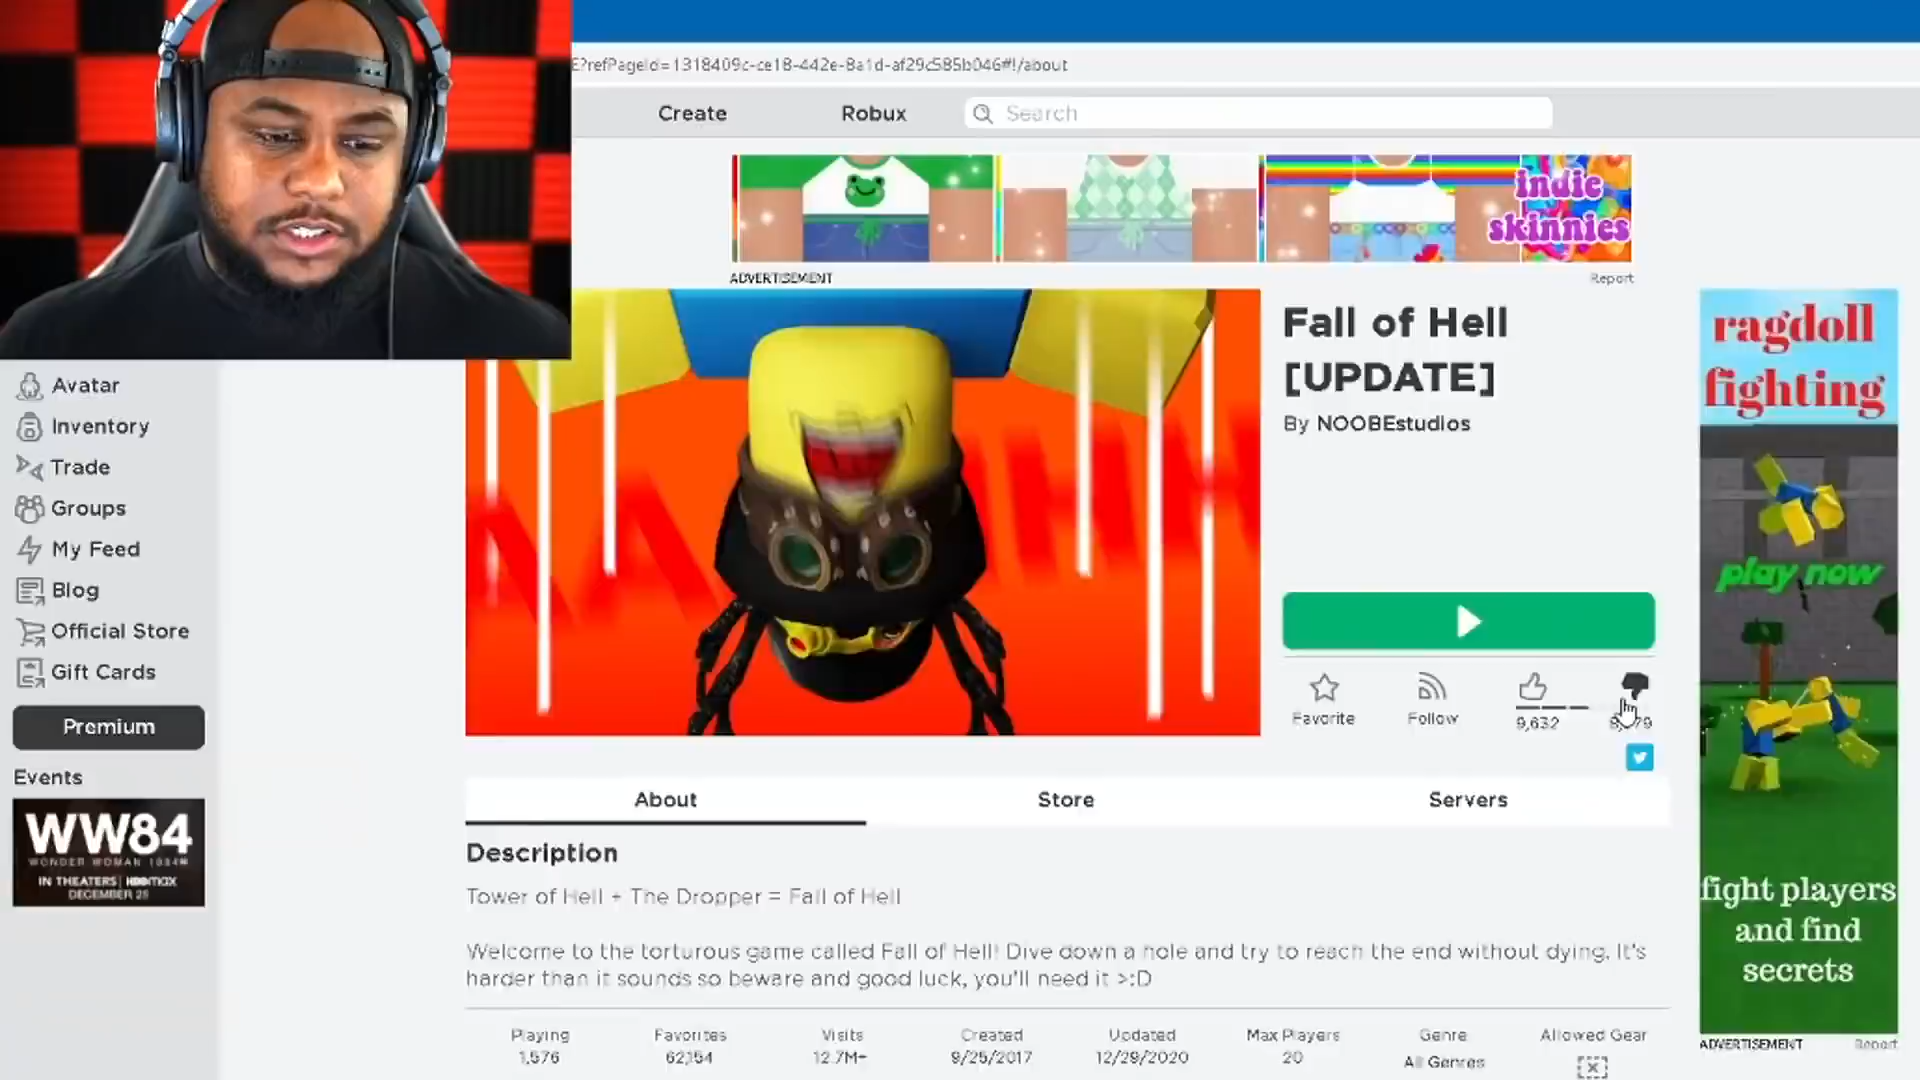 E?refPageId=1318409c-ce18-442e-8a1d-af29c585b046#!/about
Create
Robux
Search
indie
skinnies
ADVERTISEMENT
Report
Fall of Hell
[UPDATE]
By NOOBEstudios
ragdoll
fighting
play now
fight players
and find
secrets
ADVERTISEMENT
Report
Avatar
Inventory
Trade
Groups
My Feed
Blog
Official Store
Gift Cards
Premium
Events
WW84
WONDER WOMAN 1984
IN THEATERS | HBOMAX
DECEMBER 25
Favorite
Follow
9,632
About
Store
Servers
Description
Tower of Hell + The Dropper = Fall of Hell
Welcome to the torturous game called Fall of Hell! Dive down a hole and try to reach the end without dying. It's
harder than it sounds so beware and good luck, you'll need it >:D
Playing
Favorites
Visits
Created
Updated
Max Players
Genre
Allowed Gear
1,576
62,154
12.7M+
9/25/2017
12/29/2020
20
All Genres